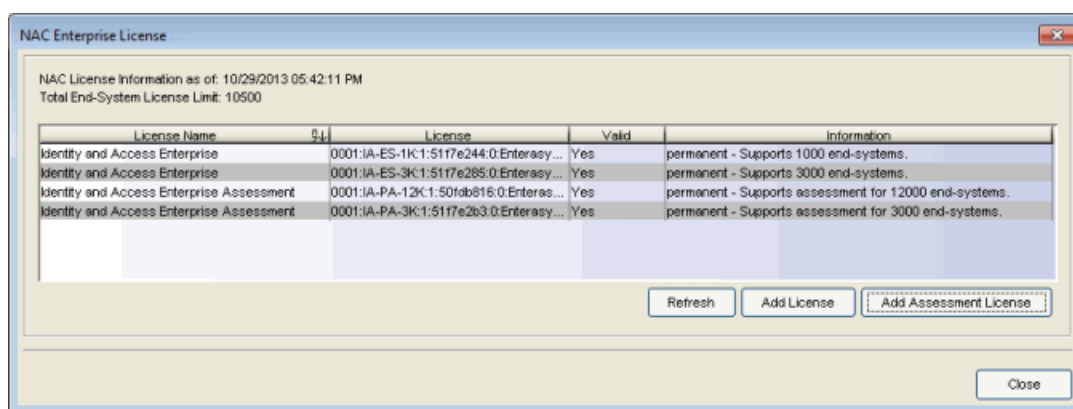 NAC Enterprise License
NAC License Information as of: 10/29/2013 05:42:11 PM
Total End-System License Limit: 10500
License Name License Valid Information
Identity and Access Enterprise 0001:IA-ES-1K:1:51f7e244:0:Enterasy... Yes permanent - Supports 1000 end-systems.
Identity and Access Enterprise 0001:IA-ES-3K:1:51f7e285:0:Enterasy... Yes permanent - Supports 3000 end-systems.
Identity and Access Enterprise Assessment 0001:IA-PA-12K:1:50fdb816:0:Enteras... Yes permanent - Supports assessment for 12000 end-systems.
Identity and Access Enterprise Assessment 0001:IA-PA-3K:1:51f7e2b3:0:Enterasy... Yes permanent - Supports assessment for 3000 end-systems.
Refresh Add License Add Assessment License
Close